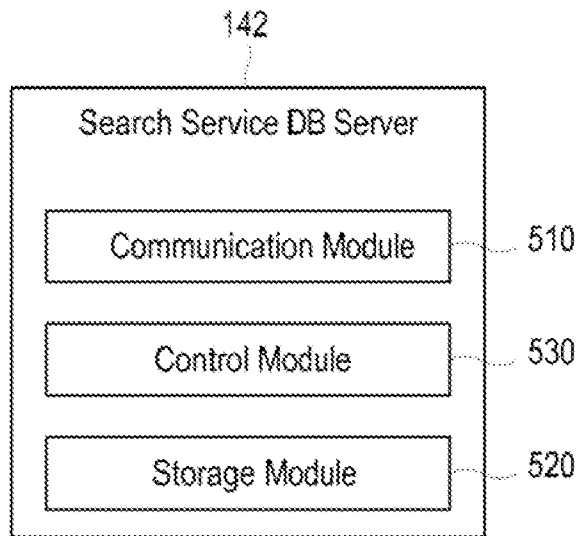 142
Search Service DB Server
Communication Module 510
Control Module 530
Storage Module 520